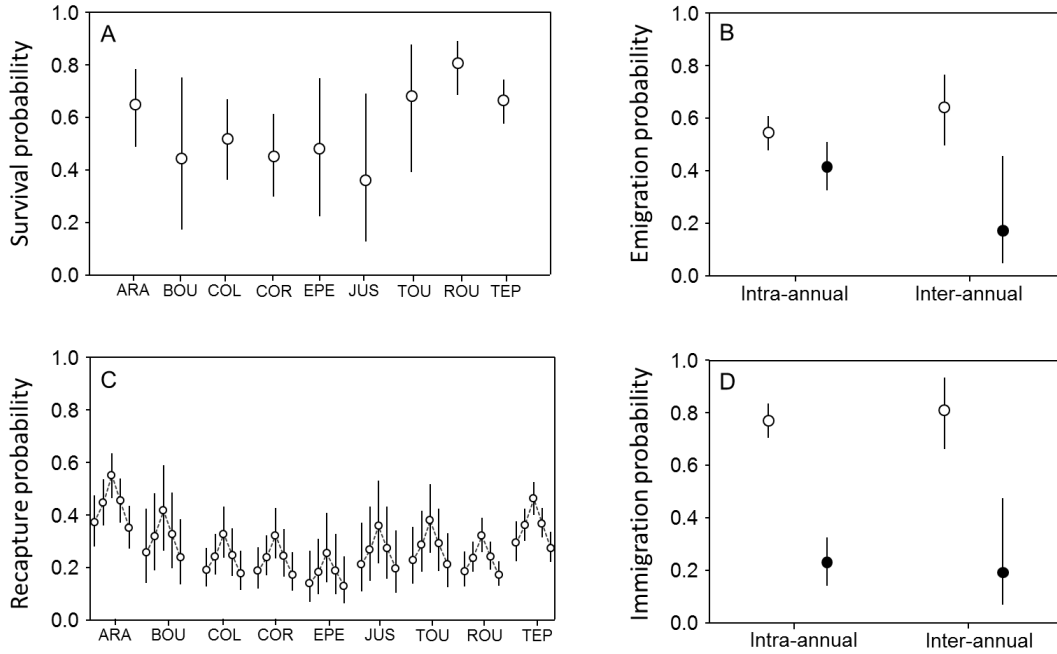 A
Survival probability
1.0
0.8
0.6
0.4
0.2
0.0
ARA BOU COL COR EPE JUS TOU ROU TEP
B
Emigration probability
1.0
0.8
0.6
0.4
0.2
0.0
Intra-annual Inter-annual
C
Recapture probability
1.0
0.8
0.6
0.4
0.2
0.0
ARA BOU COL COR EPE JUS TOU ROU TEP
D
Immigration probability
1.0
0.8
0.6
0.4
0.2
0.0
Intra-annual Inter-annual